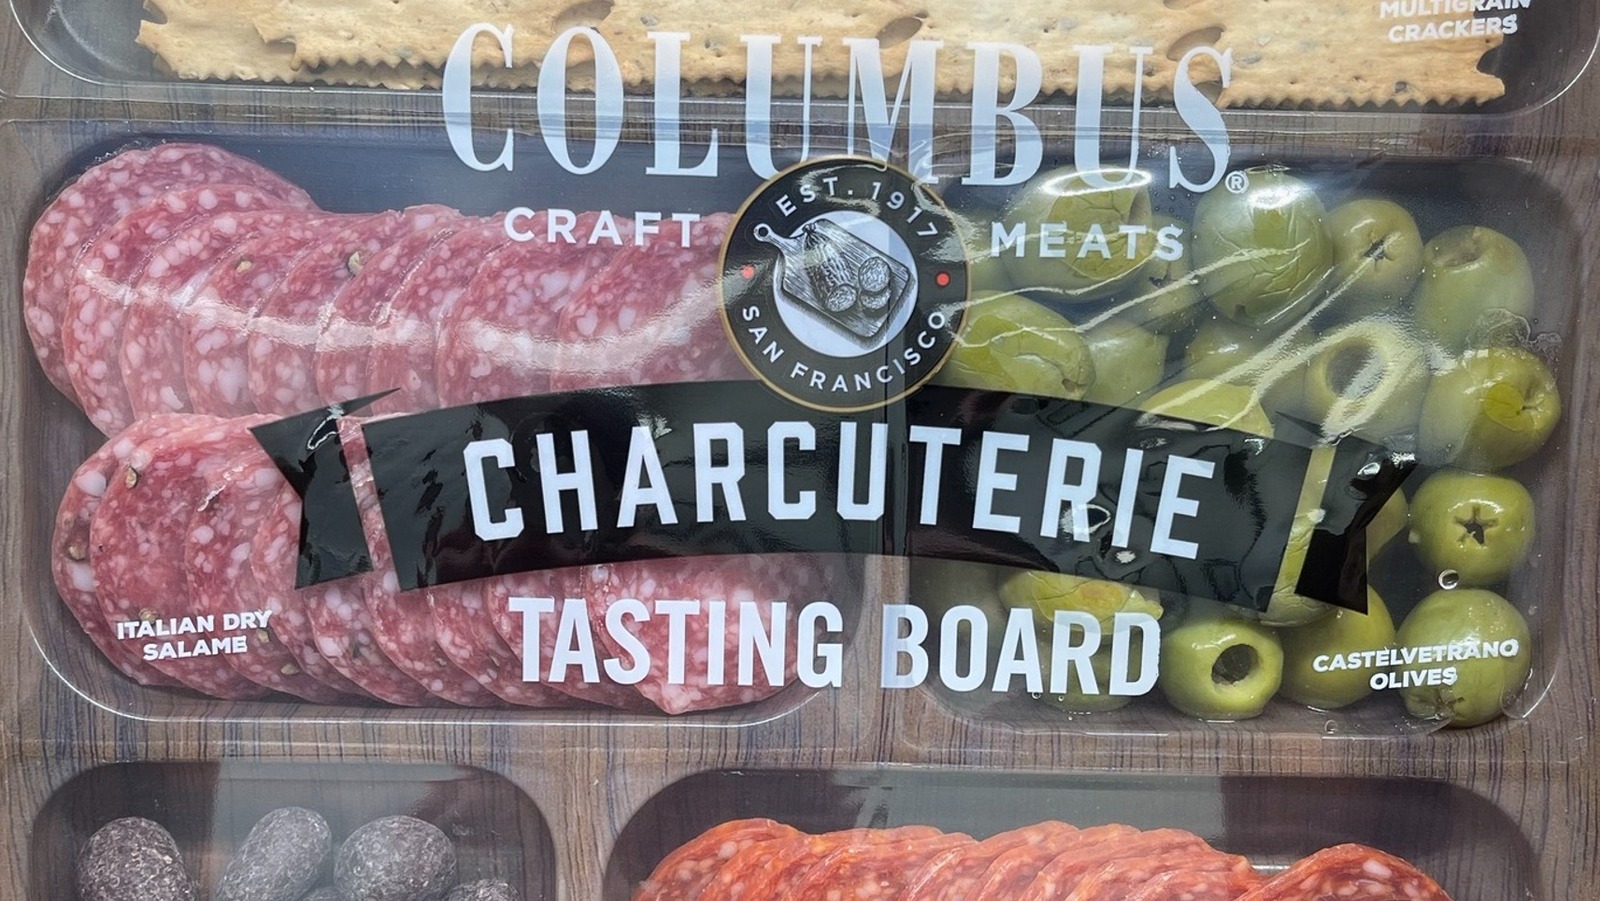 MULTIGRAIN
CRACKERS
COLUMBUS®
CRAFT MEATS
EST. 1917
SAN FRANCISCO
CHARCUTERIE
TASTING BOARD
ITALIAN DRY
SALAME
CASTELVETRANO
OLIVES